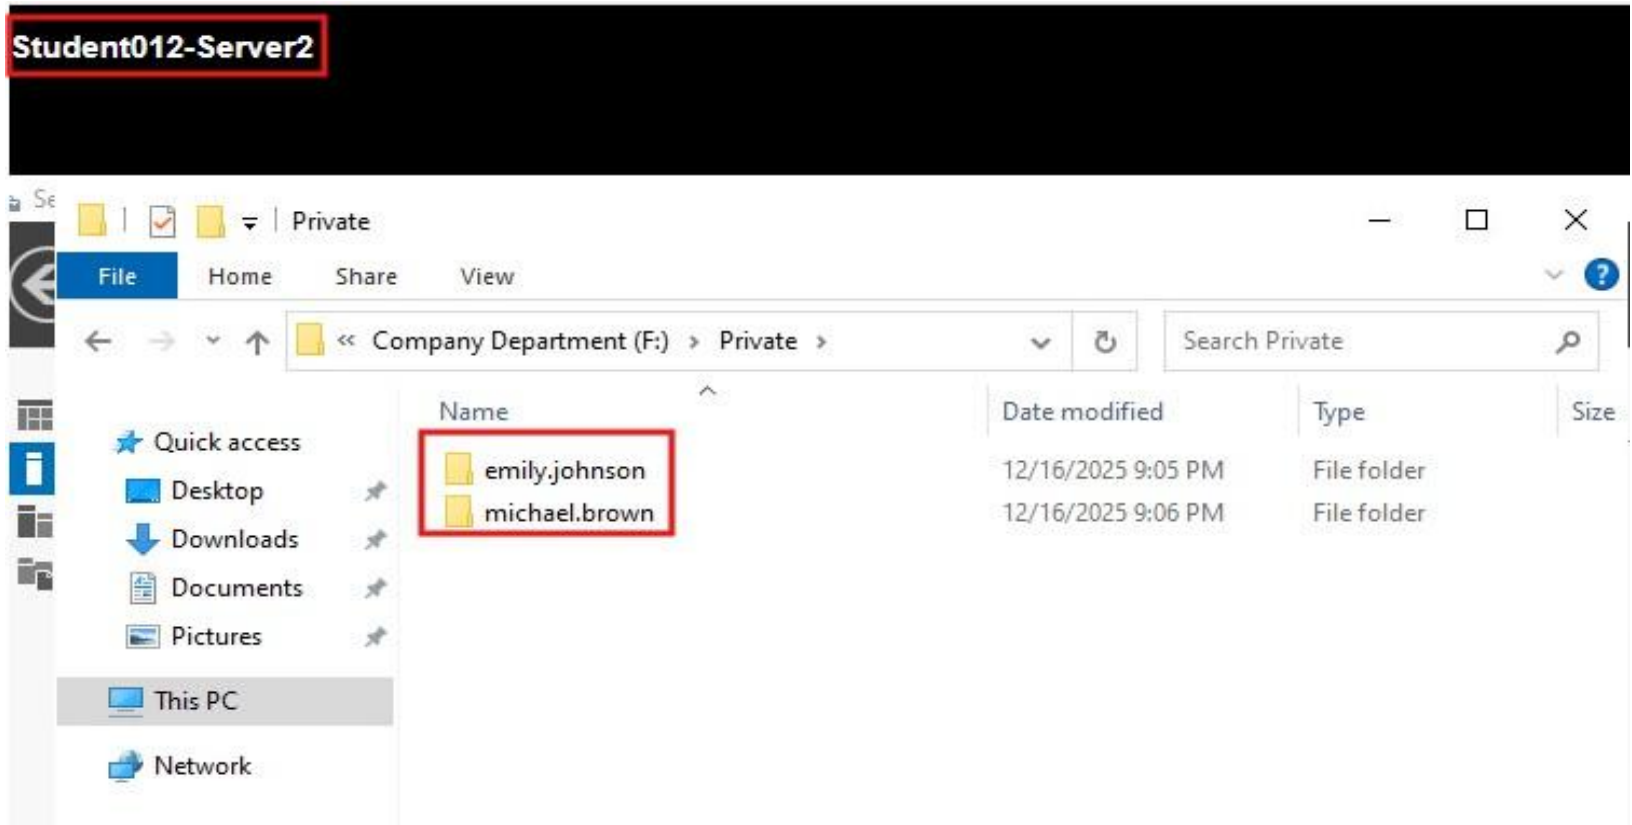 Student012-Server2
Se
Private
File Home Share View
?
« Company Department (F:) › Private ›
Search Private
Name Date modified Type Size
Quick access
Desktop
Downloads
Documents
Pictures
This PC
Network
emily.johnson 12/16/2025 9:05 PM File folder
michael.brown 12/16/2025 9:06 PM File folder